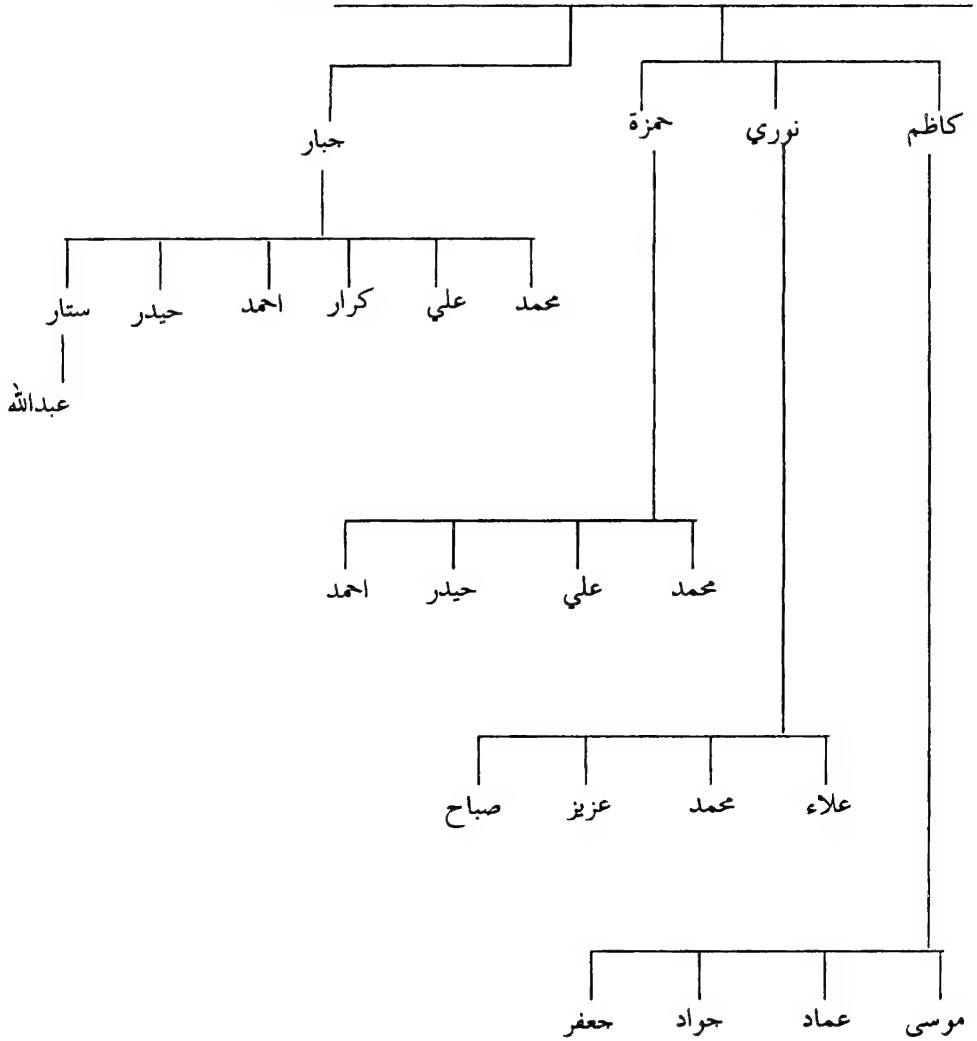 كاظم نوري حمزة
جبار
محمد علي كرار احمد حيدر ستار
عبدالله
محمد علي حيدر احمد
علاء محمد عزيز صباح
موسى عماد جواد جعفر